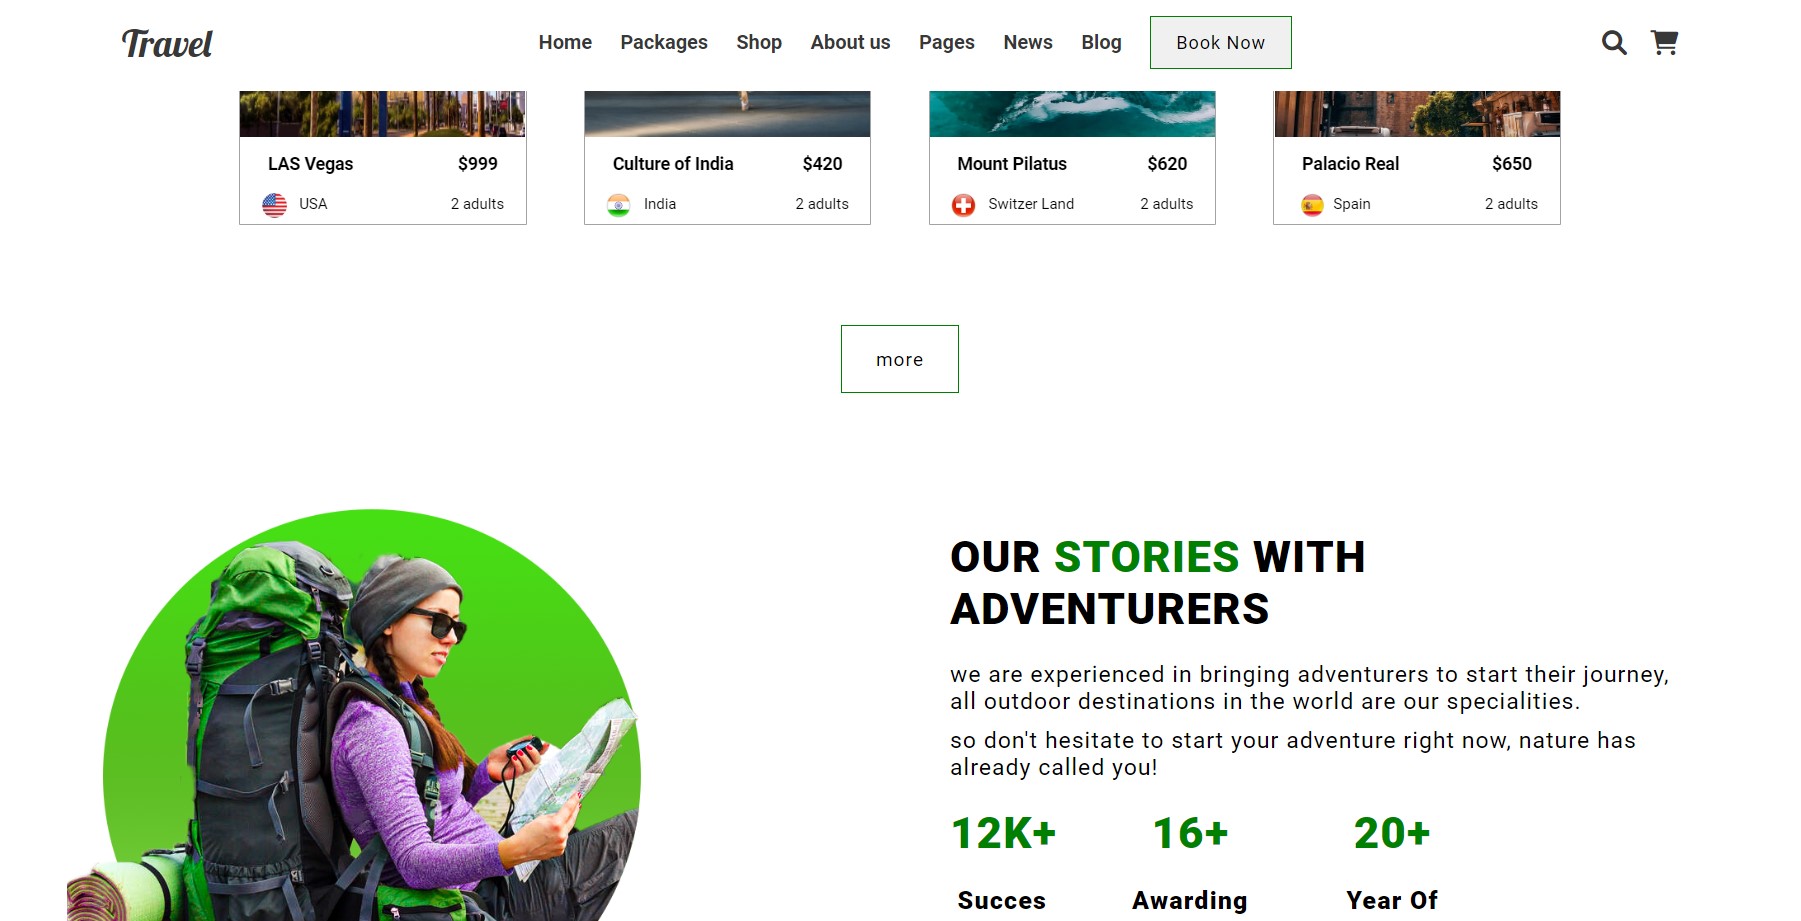 Travel
Home Packages Shop About us Pages News Blog Book Now
LAS Vegas $999
USA 2 adults
Culture of India $420
India 2 adults
Mount Pilatus $620
Switzer Land 2 adults
Palacio Real $650
Spain 2 adults
more
OUR STORIES WITH
ADVENTURERS
we are experienced in bringing adventurers to start their journey,
all outdoor destinations in the world are our specialities.
so don't hesitate to start your adventure right now, nature has
already called you!
12K+ 16+ 20+
Succes Awarding Year Of